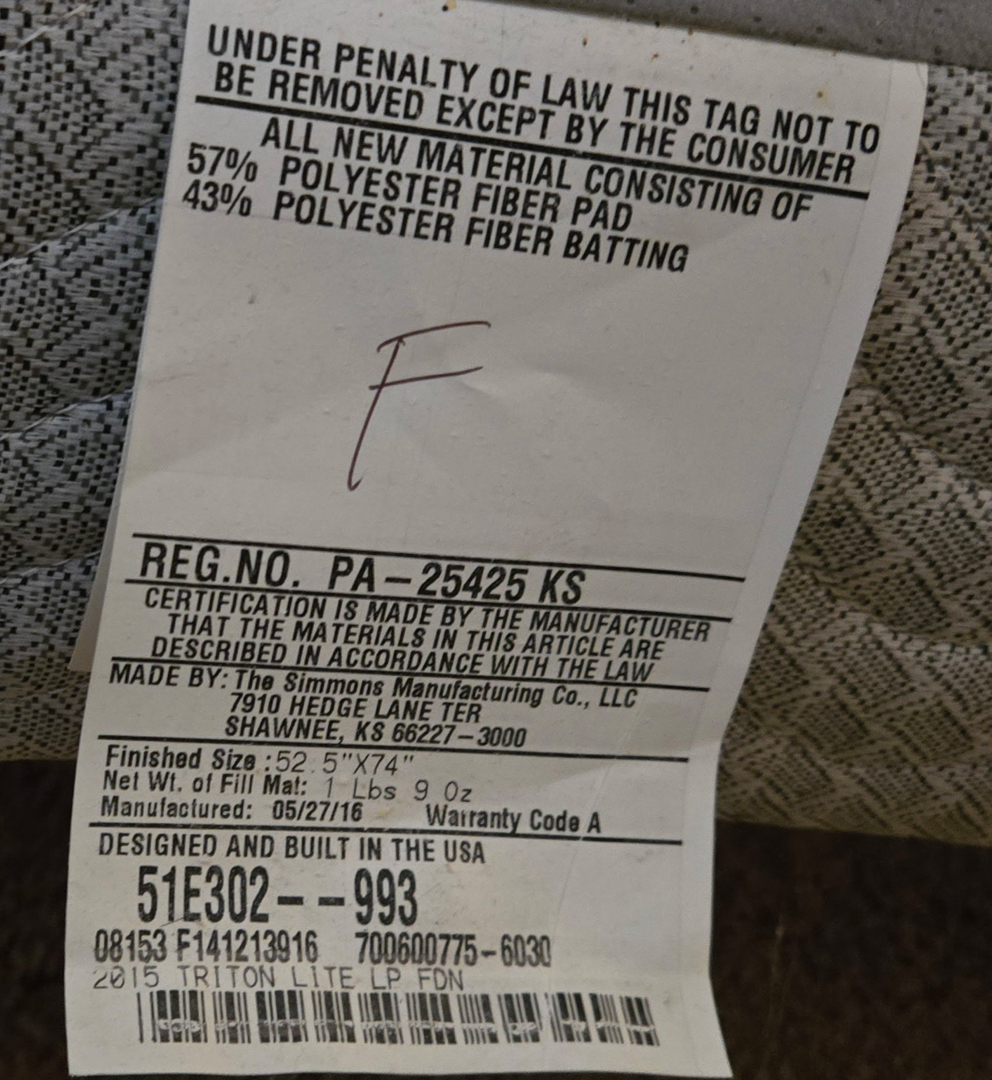 UNDER PENALTY OF LAW THIS TAG NOT TO
BE REMOVED EXCEPT BY THE CONSUMER
ALL NEW MATERIAL CONSISTING OF
57% POLYESTER FIBER PAD
43% POLYESTER FIBER BATTING
F
REG.NO. PA-25425 KS
CERTIFICATION IS MADE BY THE MANUFACTURER
THAT THE MATERIALS IN THIS ARTICLE ARE
DESCRIBED IN ACCORDANCE WITH THE LAW
MADE BY: The Simmons Manufacturing Co., LLC
7910 HEDGE LANE TER
SHAWNEE, KS 66227-3000
Finished Size :52.5"X74"
Net Wt. of Fill Mat: 1 Lbs 9 Oz
Manufactured: 05/27/16 Warranty Code A
DESIGNED AND BUILT IN THE USA
51E302--993
08153 F141213916 700600775-6030
2015 TRITON LITE LP FDN